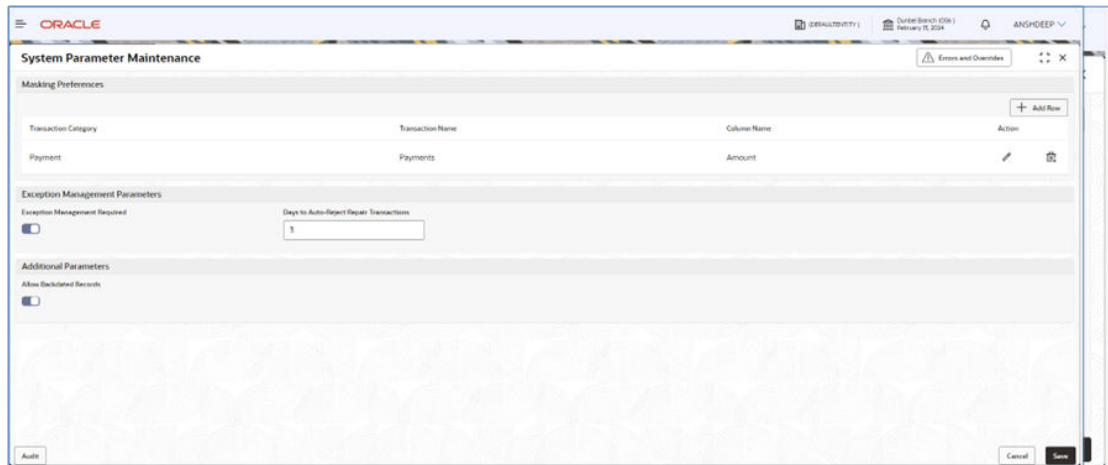 ORACLE
(DEFAULTENTITY)
Dunbel Branch (006)
February 15, 2024
ANSHDEEP
System Parameter Maintenance
Errors and Overrides
Masking Preferences
Add Row
Transaction Category Transaction Name Column Name Action
Payment Payments Amount
Exception Management Parameters
Exception Management Required Days to Auto-Reject Repair Transactions
1
Additional Parameters
Allow Backdated Records
Audit Cancel Save